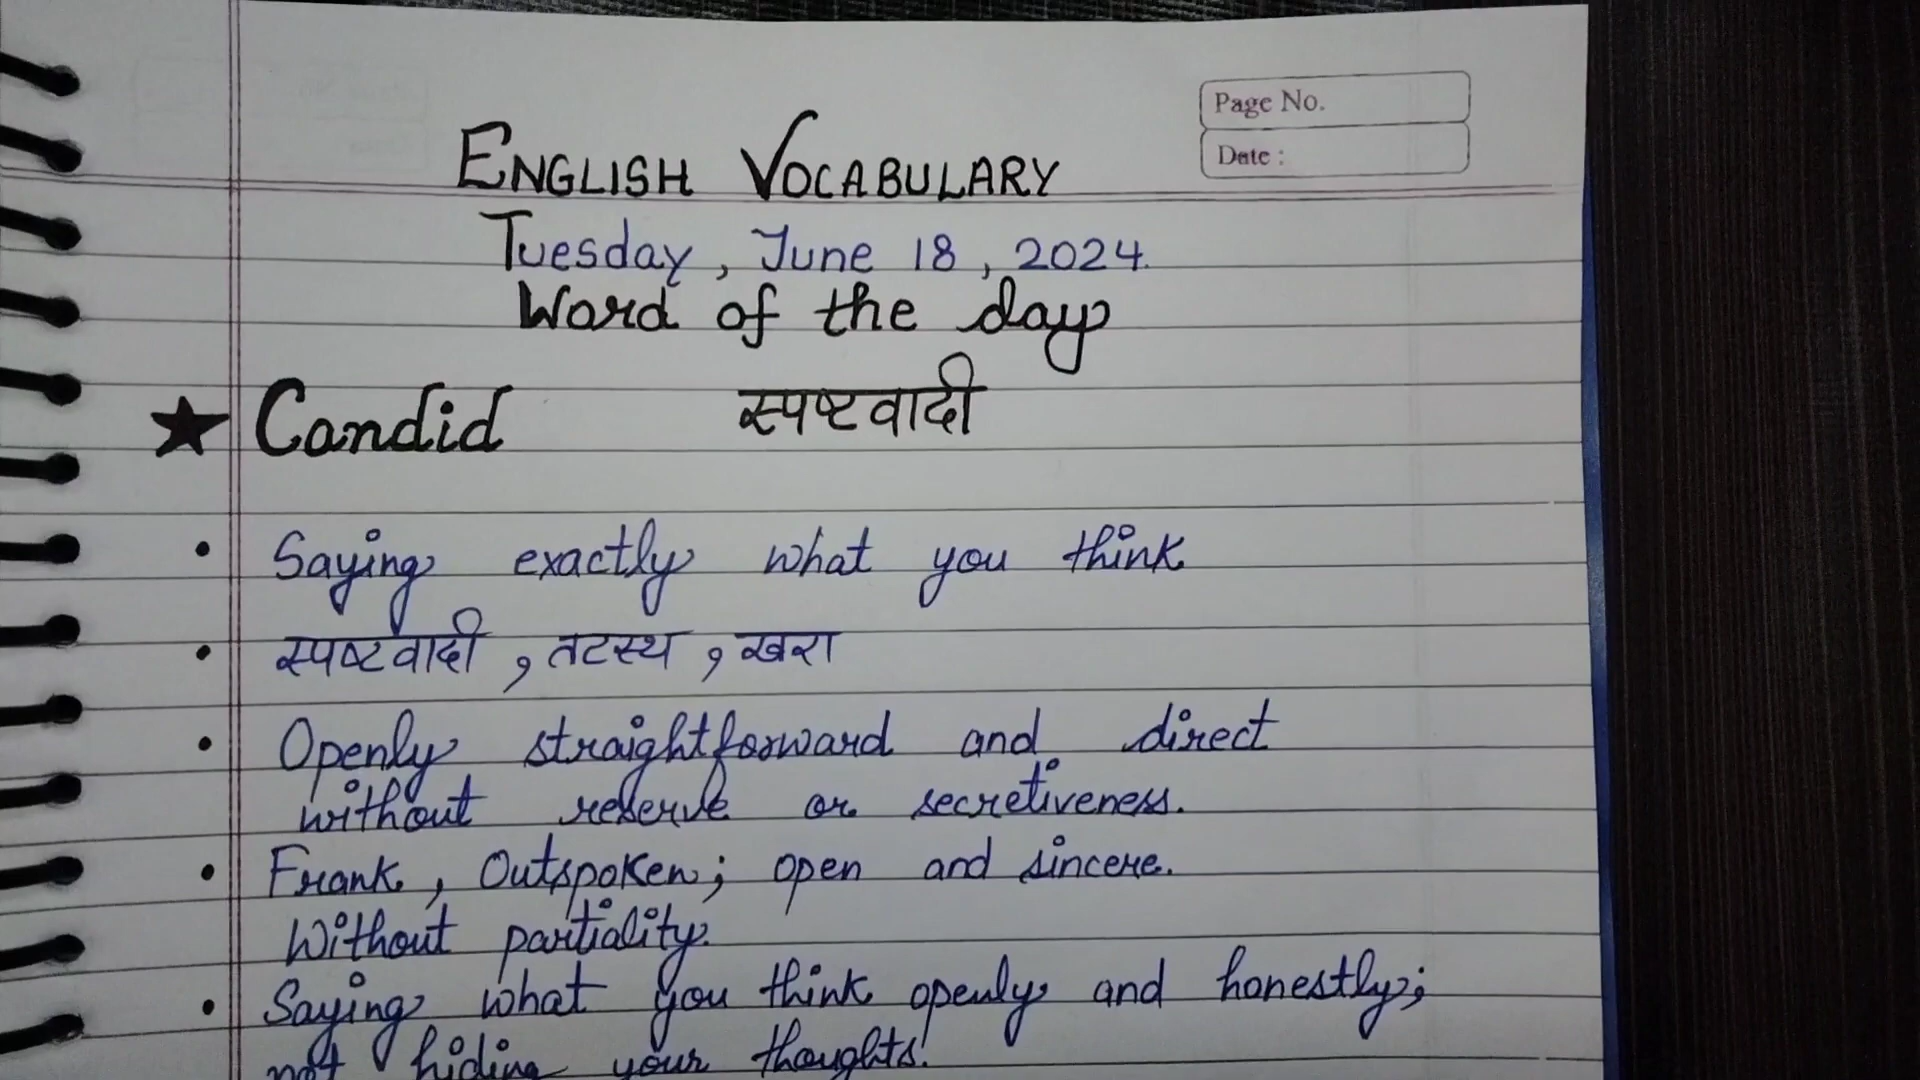 Page No.
Date :
ENGLISH VOCABULARY
Tuesday, June 18, 2024.
Word of the day
★ Candid स्पष्टवादी
• Saying exactly what you think
• स्पष्टवादी, तटस्थ, खरा
• Openly straightforward and direct
without reserve or secretiveness.
• Frank, Outspoken; open and sincere.
Without partiality.
• Saying what you think openly and honestly;
not hiding your thoughts.